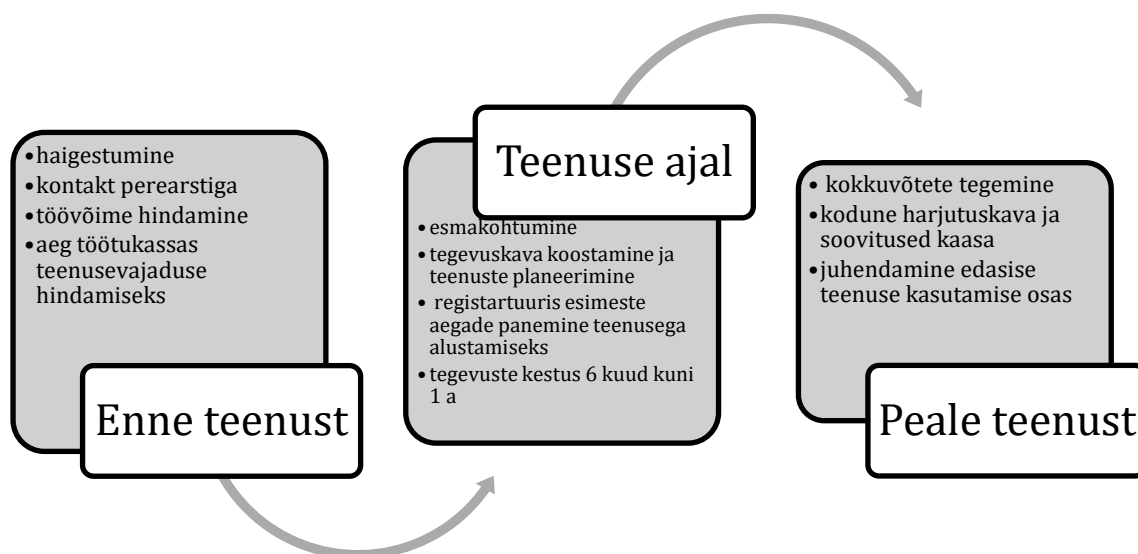 •haigestumine
•kontakt perearstiga
•töövõime hindamine
•aeg töötukassas
teenusevajaduse
hindamiseks
Enne teenust
Teenuse ajal
•esmakohtumine
•tegevuskava koostamine ja
teenuste planeerimine
• registartuuris esimeste
aegade panemine teenusega
alustamiseks
•tegevuste kestus 6 kuud kuni
1 a
• kokkuvõtete tegemine
•kodune harjutuskava ja
soovitused kaasa
•juhendamine edasise
teenuse kasutamise osas
Peale teenust